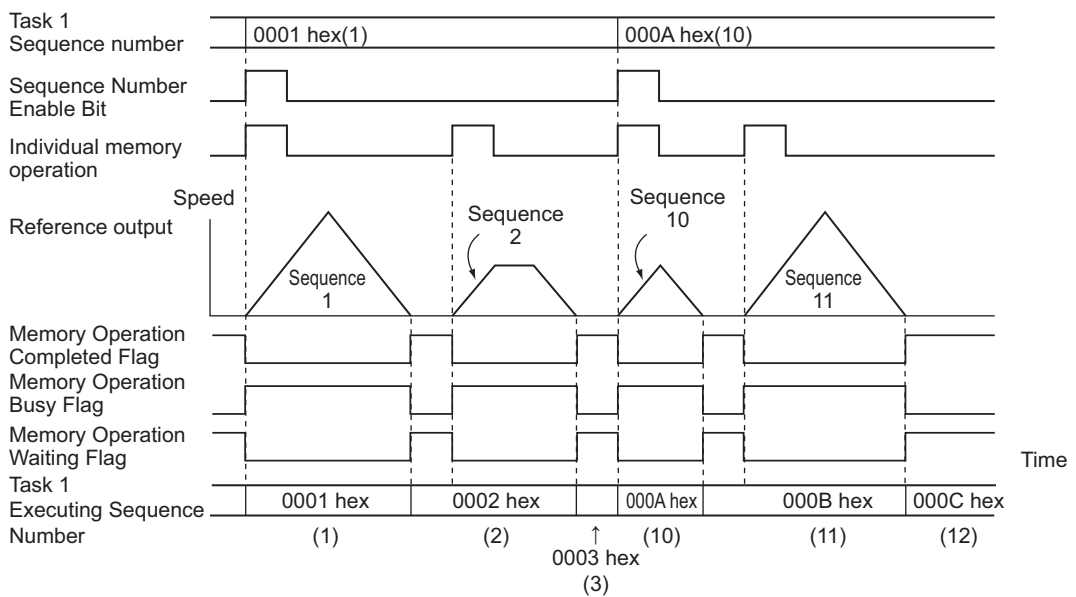 Task 1
Sequence number
0001 hex(1)
000A hex(10)
Sequence Number
Enable Bit
Individual memory
operation
Speed
Reference output
Sequence
1
Sequence
2
Sequence
10
Sequence
11
Memory Operation
Completed Flag
Memory Operation
Busy Flag
Memory Operation
Waiting Flag
Time
Task 1
Executing Sequence
Number
0001 hex
0002 hex
000A hex
000B hex
000C hex
(1)
(2)
↑
(10)
(11)
(12)
0003 hex
(3)